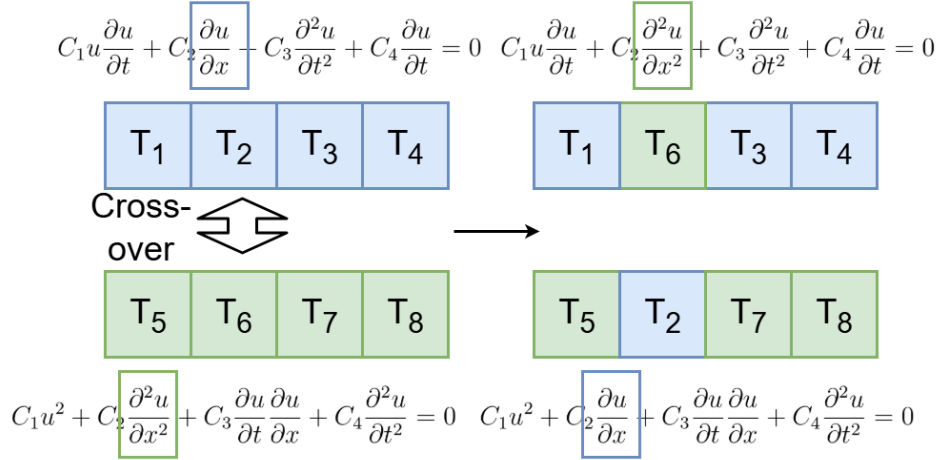 C₁u ∂u/∂t + C₂ ∂u/∂x + C₃ ∂²u/∂t² + C₄ ∂u/∂t = 0
C₁u ∂u/∂t + C₂ ∂²u/∂x² + C₃ ∂²u/∂t² + C₄ ∂u/∂t = 0
T₁ T₂ T₃ T₄
T₁ T₆ T₃ T₄
Cross-
over
T₅ T₆ T₇ T₈
T₅ T₂ T₇ T₈
C₁u² + C₂ ∂²u/∂x² + C₃ ∂u/∂t ∂u/∂x + C₄ ∂²u/∂t² = 0
C₁u² + C₂ ∂u/∂x + C₃ ∂u/∂t ∂u/∂x + C₄ ∂²u/∂t² = 0